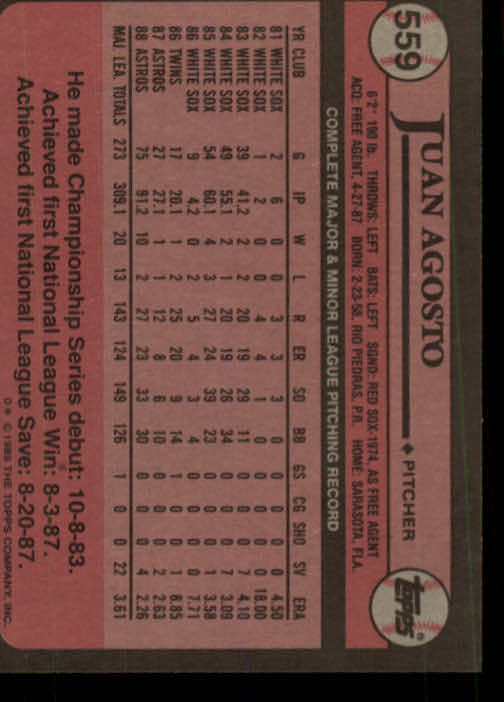 559
JUAN AGOSTO ♦ PITCHER
TOPPS®
6'2" 190 lb. THROWS: LEFT BATS: LEFT SGND: RED SOX-1974, AS FREE AGENT
ACQ: FREE AGENT, 4-27-87 BORN: 2-23-58, RIO PIEDRAS, P.R. HOME: SARASOTA, FLA.
COMPLETE MAJOR & MINOR LEAGUE PITCHING RECORD
YR CLUB G IP W L R ER SO BB GS CG SHO SV ERA
81 WHITE SOX 2 6 0 0 3 3 3 0 0 0 0 0 4.50
82 WHITE SOX 1 2 0 0 4 4 1 0 0 0 0 0 18.00
83 WHITE SOX 39 41.2 2 2 20 19 29 11 0 0 0 7 4.10
84 WHITE SOX 49 55.1 2 1 20 19 26 34 0 0 0 7 3.09
85 WHITE SOX 54 60.1 4 3 27 24 39 23 0 0 0 1 3.58
86 WHITE SOX 9 4.2 0 2 5 4 3 4 0 0 0 0 7.71
86 TWINS 17 20.1 1 2 25 20 9 14 1 0 0 1 8.85
87 ASTROS 27 27.1 1 1 12 8 6 10 0 0 0 2 2.63
88 ASTROS 75 91.2 10 2 27 23 33 30 0 0 0 4 2.26
MAJ. LEA. TOTALS 273 309.1 20 13 143 124 149 126 1 0 0 22 3.61
He made Championship Series debut: 10-8-83.
Achieved first National League Win: 8-3-87.
Achieved first National League Save: 8-20-87.
D* © 1989 THE TOPPS COMPANY, INC.